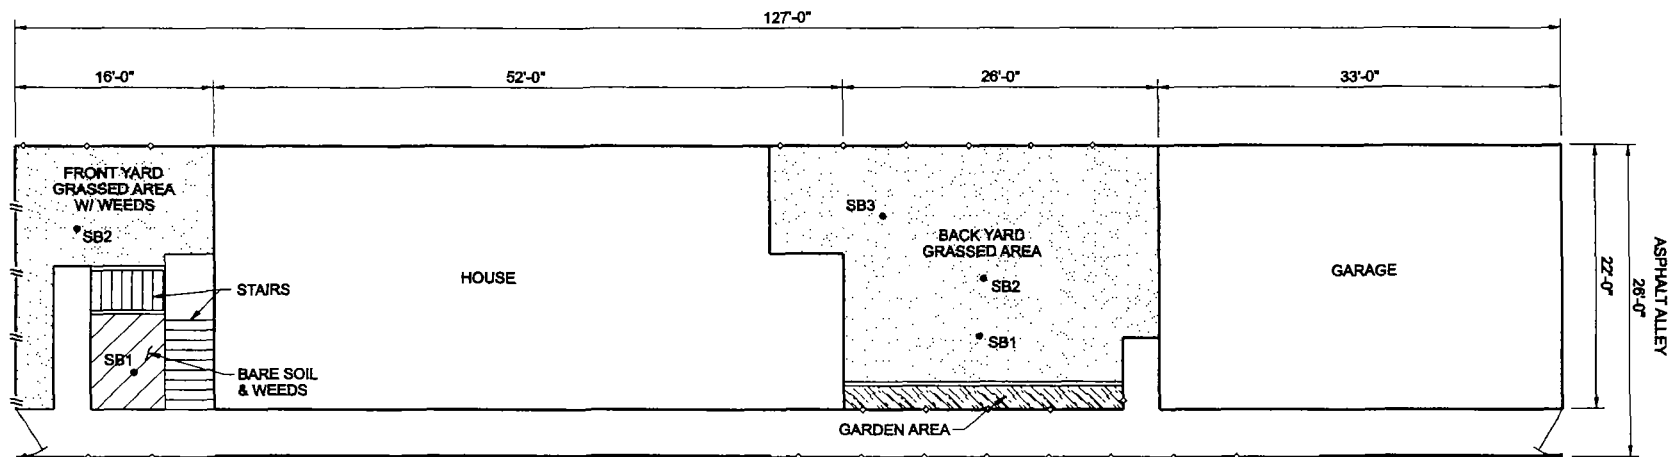 127'-0"
16'-0"
52'-0"
26'-0"
33'-0"
FRONT YARD
GRASSED AREA
W/ WEEDS
SB2
STAIRS
SB1
BARE SOIL
& WEEDS
HOUSE
SB3
BACK YARD
GRASSED AREA
SB2
SB1
GARDEN AREA
GARAGE
22'-0"
26'-0"
ASPHALT ALLEY